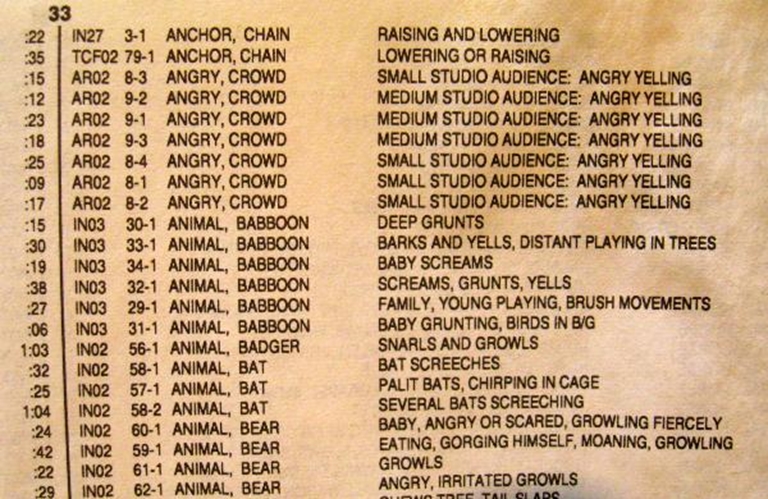 33
:22 IN27 3-1 ANCHOR, CHAIN RAISING AND LOWERING
:35 TCF02 79-1 ANCHOR, CHAIN LOWERING OR RAISING
:15 AR02 8-3 ANGRY, CROWD SMALL STUDIO AUDIENCE: ANGRY YELLING
:12 AR02 9-2 ANGRY, CROWD MEDIUM STUDIO AUDIENCE: ANGRY YELLING
:23 AR02 9-1 ANGRY, CROWD MEDIUM STUDIO AUDIENCE: ANGRY YELLING
:18 AR02 9-3 ANGRY, CROWD MEDIUM STUDIO AUDIENCE: ANGRY YELLING
:25 AR02 8-4 ANGRY, CROWD SMALL STUDIO AUDIENCE: ANGRY YELLING
:09 AR02 8-1 ANGRY, CROWD SMALL STUDIO AUDIENCE: ANGRY YELLING
:17 AR02 8-2 ANGRY, CROWD SMALL STUDIO AUDIENCE: ANGRY YELLING
:15 IN03 30-1 ANIMAL, BABBOON DEEP GRUNTS
:30 IN03 33-1 ANIMAL, BABBOON BARKS AND YELLS, DISTANT PLAYING IN TREES
:19 IN03 34-1 ANIMAL, BABBOON BABY SCREAMS
:38 IN03 32-1 ANIMAL, BABBOON SCREAMS, GRUNTS, YELLS
:27 IN03 29-1 ANIMAL, BABBOON FAMILY, YOUNG PLAYING, BRUSH MOVEMENTS
:06 IN03 31-1 ANIMAL, BABBOON BABY GRUNTING, BIRDS IN B/G
1:03 IN02 56-1 ANIMAL, BADGER SNARLS AND GROWLS
:32 IN02 58-1 ANIMAL, BAT BAT SCREECHES
:25 IN02 57-1 ANIMAL, BAT PALIT BATS, CHIRPING IN CAGE
1:04 IN02 58-2 ANIMAL, BAT SEVERAL BATS SCREECHING
:24 IN02 60-1 ANIMAL, BEAR BABY, ANGRY OR SCARED, GROWLING FIERCELY
:42 IN02 59-1 ANIMAL, BEAR EATING, GORGING HIMSELF, MOANING, GROWLING
:22 IN02 61-1 ANIMAL, BEAR GROWLS
:29 IN02 62-1 ANIMAL, BEAR ANGRY, IRRITATED GROWLS